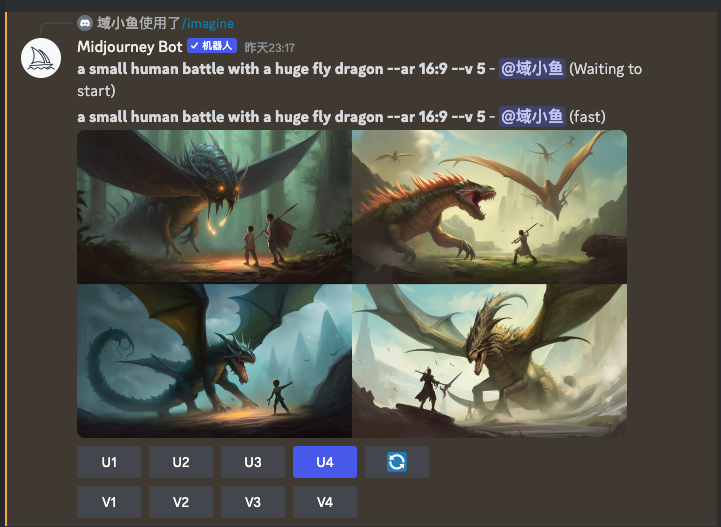 域小鱼使用了/imagine
Midjourney Bot ✓ 机器人 昨天23:17
a small human battle with a huge fly dragon --ar 16:9 --v 5 - @域小鱼 (Waiting to
start)
a small human battle with a huge fly dragon --ar 16:9 --v 5 - @域小鱼 (fast)
U1 U2 U3 U4
V1 V2 V3 V4